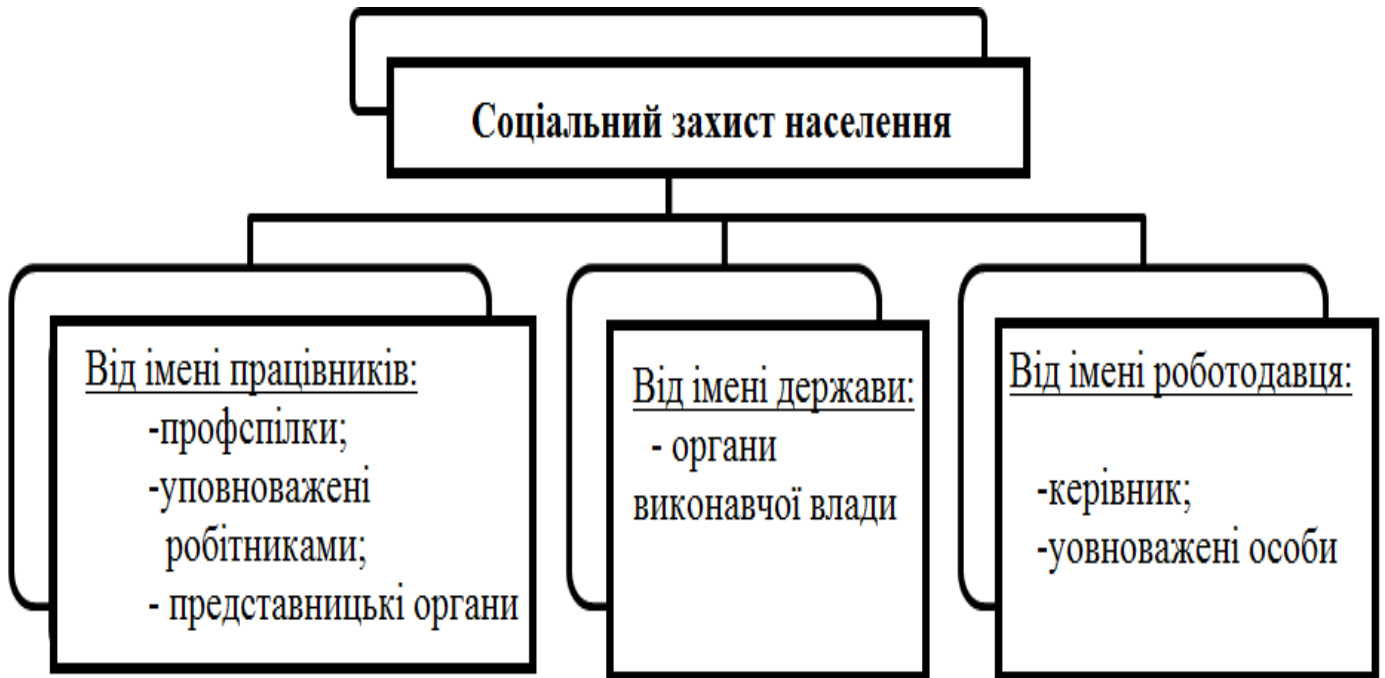 Соціальний захист населення
Від імені працівників:
-профспілки;
-уповноважені
робітниками;
- представницькі органи
Від імені держави:
- органи
виконавчої влади
Від імені роботодавця:
-керівник;
-уовноважені особи